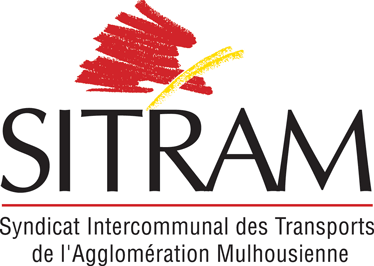 SITRAM
Syndicat Intercommunal des Transports
de l'Agglomération Mulhousienne